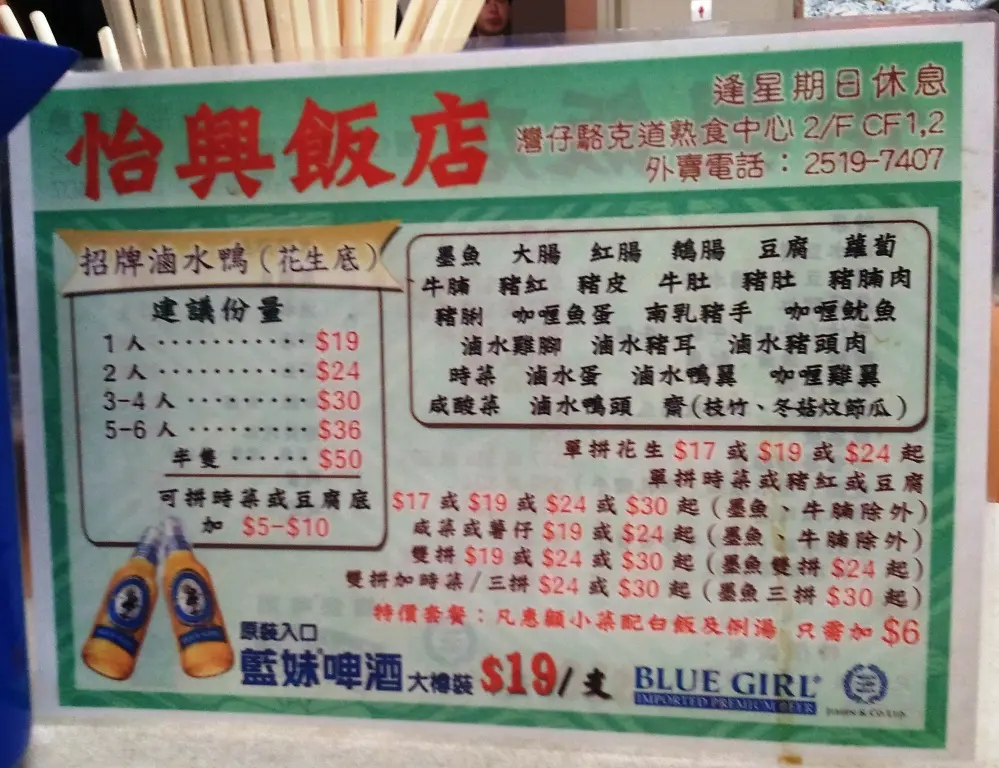 怡興飯店
逢星期日休息
灣仔駱克道熟食中心 2/F CF1,2
外賣電話：2519-7407
招牌滷水鴨(花生底)
建議份量
1人 ··········· $19
2人 ··········· $24
3-4人 ········· $30
5-6人 ········· $36
半隻 ······ $50
可拼時菜或豆腐底
加 $5-$10
墨魚 大腸 紅腸 鵝腸 豆腐 蘿蔔
牛腩 豬紅 豬皮 牛肚 豬肚 豬腩肉
豬脷 咖喱魚蛋 南乳豬手 咖喱魷魚
滷水雞腳 滷水豬耳 滷水豬頭肉
時菜 滷水蛋 滷水鴨翼 咖喱雞翼
咸酸菜 滷水鴨頭 齋(枝竹、冬菇炆節瓜)
單拼花生 $17 或 $19 或 $24 起
單拼時菜或豬紅或豆腐
$17 或 $19 或 $24 或 $30 起 (墨魚、牛腩除外)
咸菜或薯仔 $19 或 $24 起 (墨魚、牛腩除外)
雙拼 $19 或 $24 或 $30 起 (墨魚雙拼 $24 起)
雙拼加時菜/三拼 $24 或 $30 起 (墨魚三拼 $30 起)
特價套餐：凡惠顧小菜配白飯及例湯 只需加 $6
原裝入口
藍妹®啤酒 大樽裝 $19/支
BLUE GIRL®
IMPORTED PREMIUM BEER